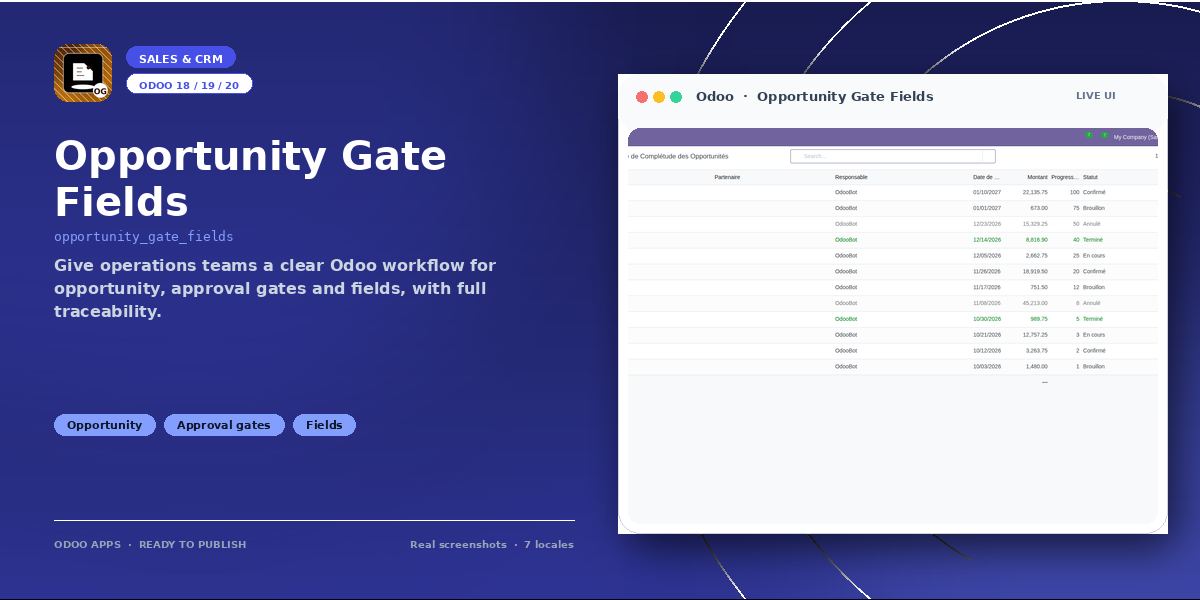 OG
SALES & CRM
ODOO 18 / 19 / 20
Opportunity Gate
Fields
opportunity_gate_fields
Give operations teams a clear Odoo workflow for
opportunity, approval gates and fields, with full
traceability.
Opportunity
Approval gates
Fields
ODOO APPS · READY TO PUBLISH
Real screenshots · 7 locales
Odoo · Opportunity Gate Fields
LIVE UI
My Company (Sa
de Complétude des Opportunités
Search...
1
Partenaire Responsable Date de ... Montant Progress... Statut
OdooBot 01/10/2027 22,135.75 100 Confirmé
OdooBot 01/01/2027 673.00 75 Brouillon
OdooBot 12/23/2026 15,329.25 50 Annulé
OdooBot 12/14/2026 8,816.90 40 Terminé
OdooBot 12/05/2026 2,662.75 25 En cours
OdooBot 11/26/2026 18,919.50 20 Confirmé
OdooBot 11/17/2026 751.50 12 Brouillon
OdooBot 11/08/2026 45,213.00 8 Annulé
OdooBot 10/30/2026 989.75 5 Terminé
OdooBot 10/21/2026 12,757.25 3 En cours
OdooBot 10/12/2026 3,263.75 2 Confirmé
OdooBot 10/03/2026 1,480.00 1 Brouillon
—